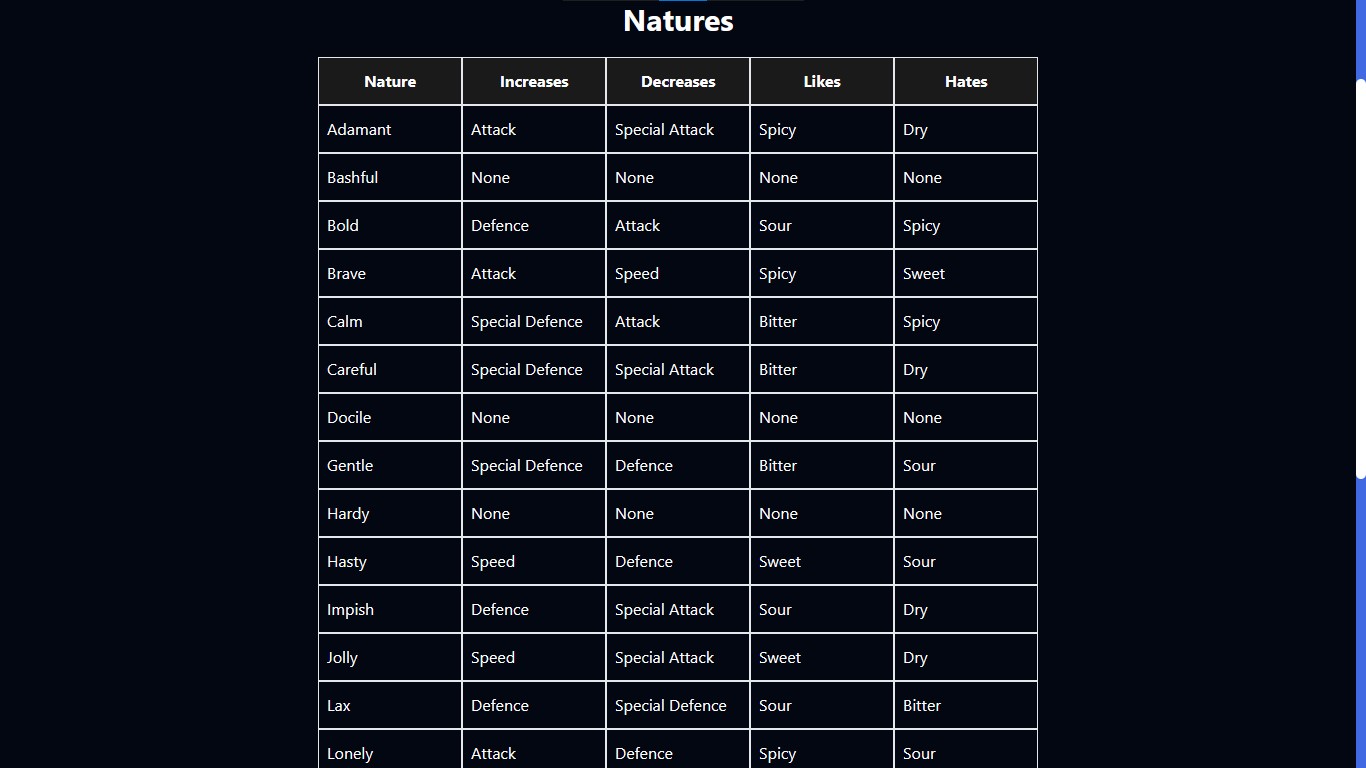 Natures
Nature Increases Decreases Likes Hates
Adamant Attack Special Attack Spicy Dry
Bashful None None None None
Bold Defence Attack Sour Spicy
Brave Attack Speed Spicy Sweet
Calm Special Defence Attack Bitter Spicy
Careful Special Defence Special Attack Bitter Dry
Docile None None None None
Gentle Special Defence Defence Bitter Sour
Hardy None None None None
Hasty Speed Defence Sweet Sour
Impish Defence Special Attack Sour Dry
Jolly Speed Special Attack Sweet Dry
Lax Defence Special Defence Sour Bitter
Lonely Attack Defence Spicy Sour